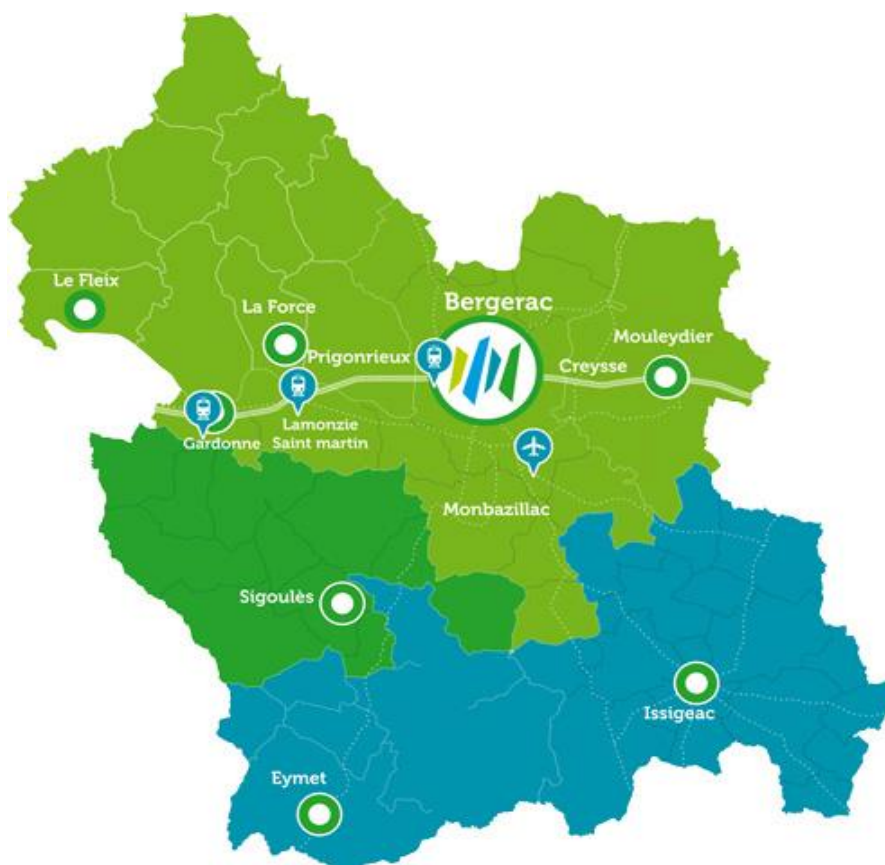 Le Fleix
La Force
Bergerac
Prigonrieux
Mouleydier
Creysse
Lamonzie
Saint martin
Gardonne
Monbazillac
Sigoulès
Issigeac
Eymet